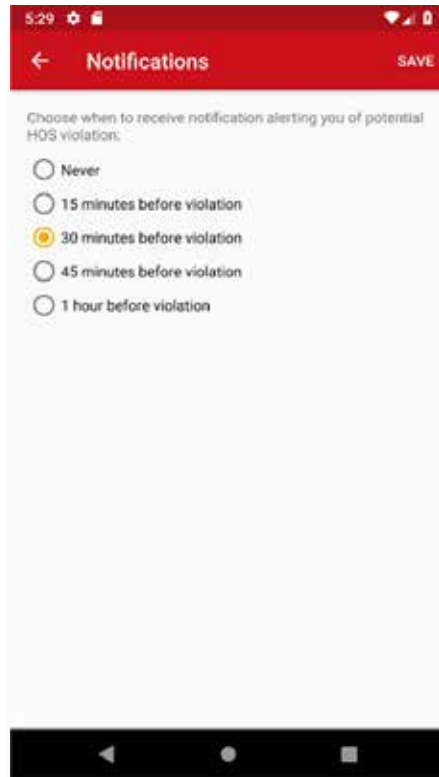 5:29
Notifications
SAVE
Choose when to receive notification alerting you of potential
HOS violation:
Never
15 minutes before violation
30 minutes before violation
45 minutes before violation
1 hour before violation